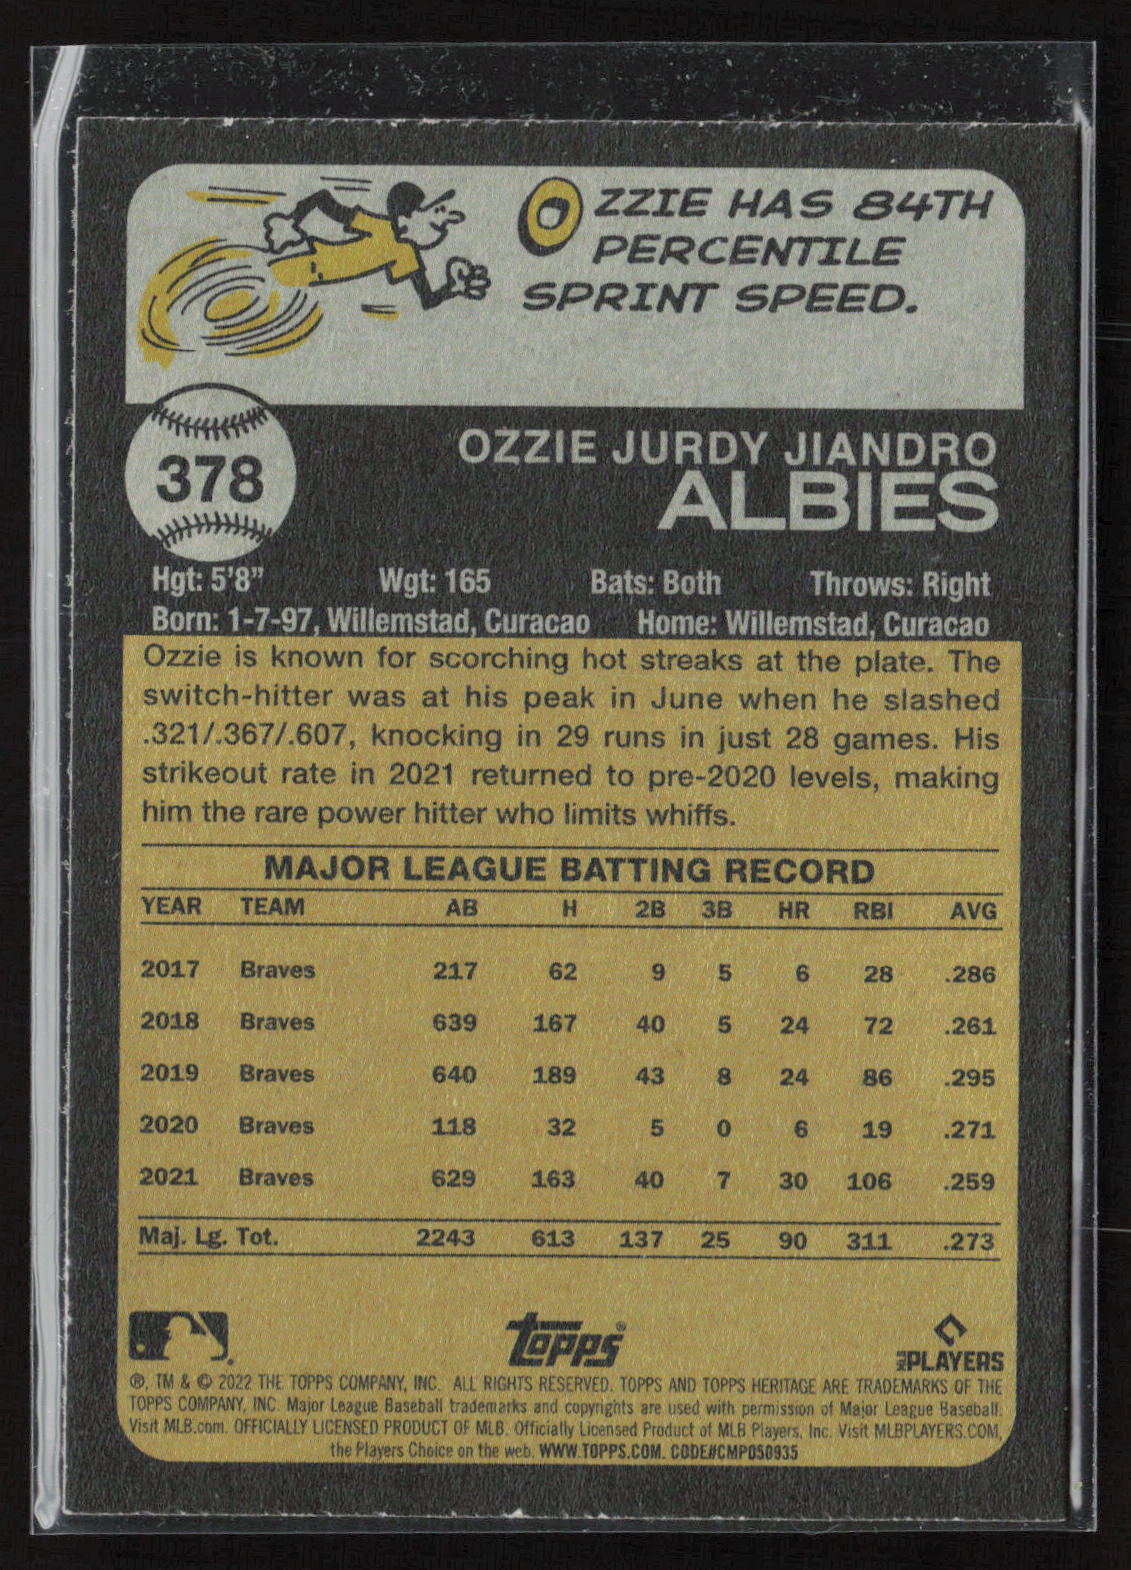 OZZIE HAS 84TH
PERCENTILE
SPRINT SPEED.
378
OZZIE JURDY JIANDRO
ALBIES
Hgt: 5'8" Wgt: 165 Bats: Both Throws: Right
Born: 1-7-97, Willemstad, Curacao Home: Willemstad, Curacao
Ozzie is known for scorching hot streaks at the plate. The
switch-hitter was at his peak in June when he slashed
.321/.367/.607, knocking in 29 runs in just 28 games. His
strikeout rate in 2021 returned to pre-2020 levels, making
him the rare power hitter who limits whiffs.
MAJOR LEAGUE BATTING RECORD
YEAR TEAM AB H 2B 3B HR RBI AVG
2017 Braves 217 62 9 5 6 28 .286
2018 Braves 639 167 40 5 24 72 .261
2019 Braves 640 189 43 8 24 86 .295
2020 Braves 118 32 5 0 6 19 .271
2021 Braves 629 163 40 7 30 106 .259
Maj. Lg. Tot. 2243 613 137 25 90 311 .273
topps®
MLB PLAYERS
®, TM & © 2022 THE TOPPS COMPANY, INC. ALL RIGHTS RESERVED. TOPPS AND TOPPS HERITAGE ARE TRADEMARKS OF THE
TOPPS COMPANY, INC. Major League Baseball trademarks and copyrights are used with permission of Major League Baseball.
Visit MLB.com. OFFICIALLY LICENSED PRODUCT OF MLB. Officially Licensed Product of MLB Players, Inc. Visit MLBPLAYERS.COM,
the Players Choice on the web. WWW.TOPPS.COM. CODE#CMP050935